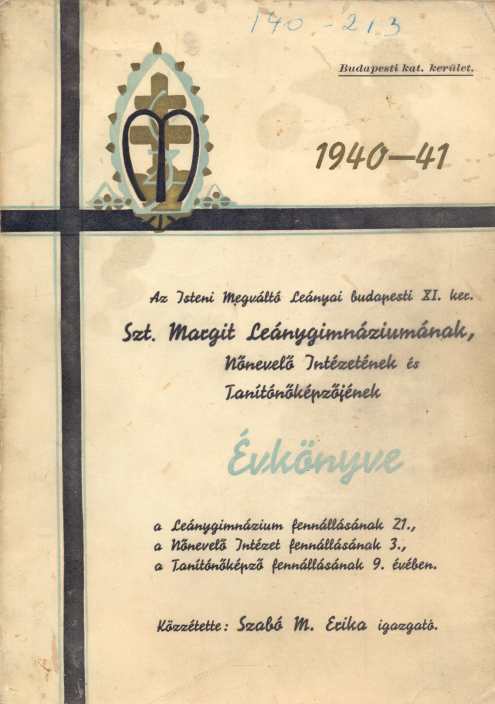 140 - 213
Budapesti kat. kerület.
1940—41
Az Isteni Megváltó Leányai budapesti XI. ker.
Szt. Margit Leánygimnáziumának,
Nőnevelő Intézetének és
Tanítónőképzőjének
Évkönyve
a Leánygimnázium fennállásának 21.,
a Nőnevelő Intézet fennállásának 3.,
a Tanítónőképző fennállásának 9. évében.
Közzétette: Szabó M. Erika igazgató.